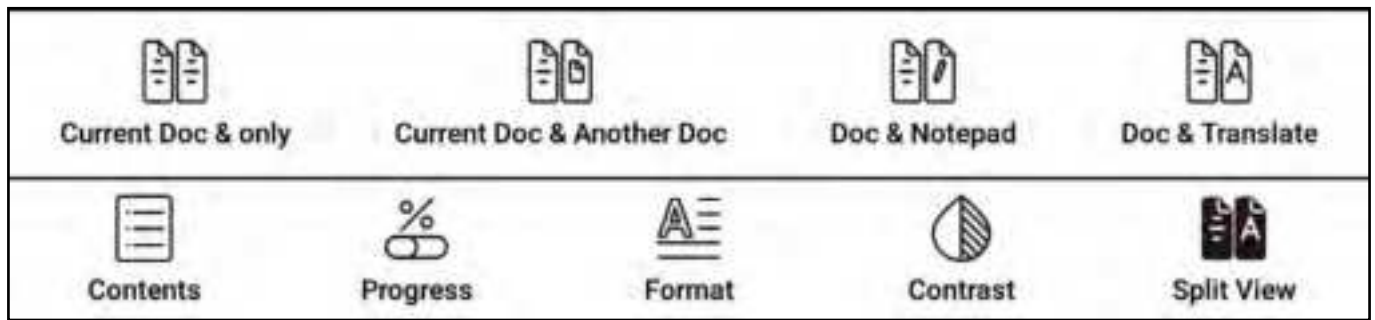 Current Doc & only Current Doc & Another Doc Doc & Notepad Doc & Translate
Contents Progress Format Contrast Split View